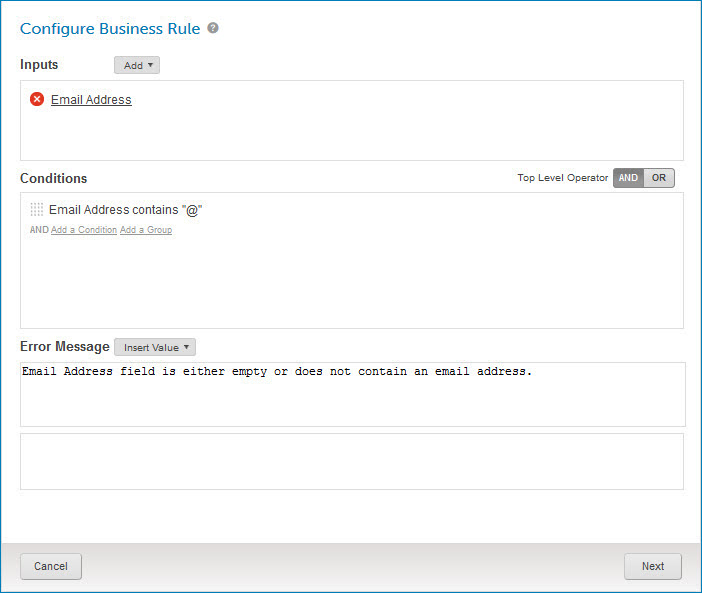 Configure Business Rule ?
Inputs Add
Email Address
Conditions Top Level Operator AND OR
Email Address contains "@"
AND Add a Condition Add a Group
Error Message Insert Value
Email Address field is either empty or does not contain an email address.
Cancel Next